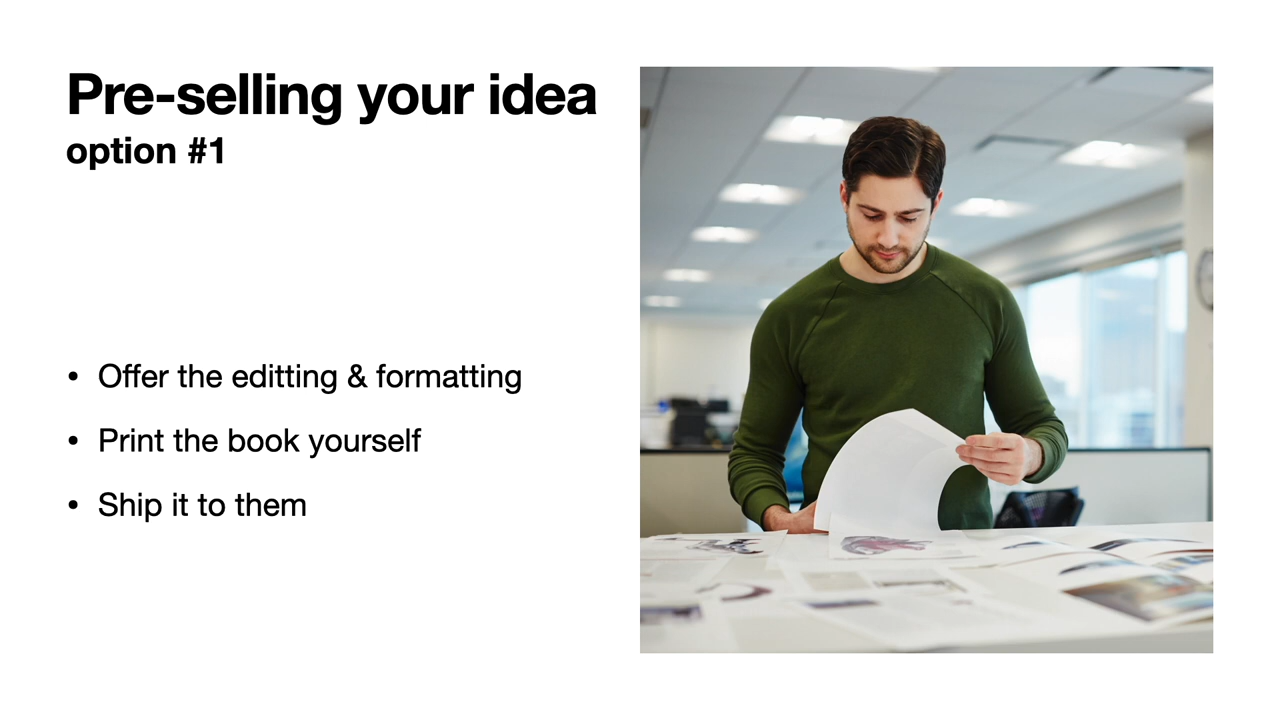 Pre-selling your idea
option #1
• Offer the editting & formatting
• Print the book yourself
• Ship it to them